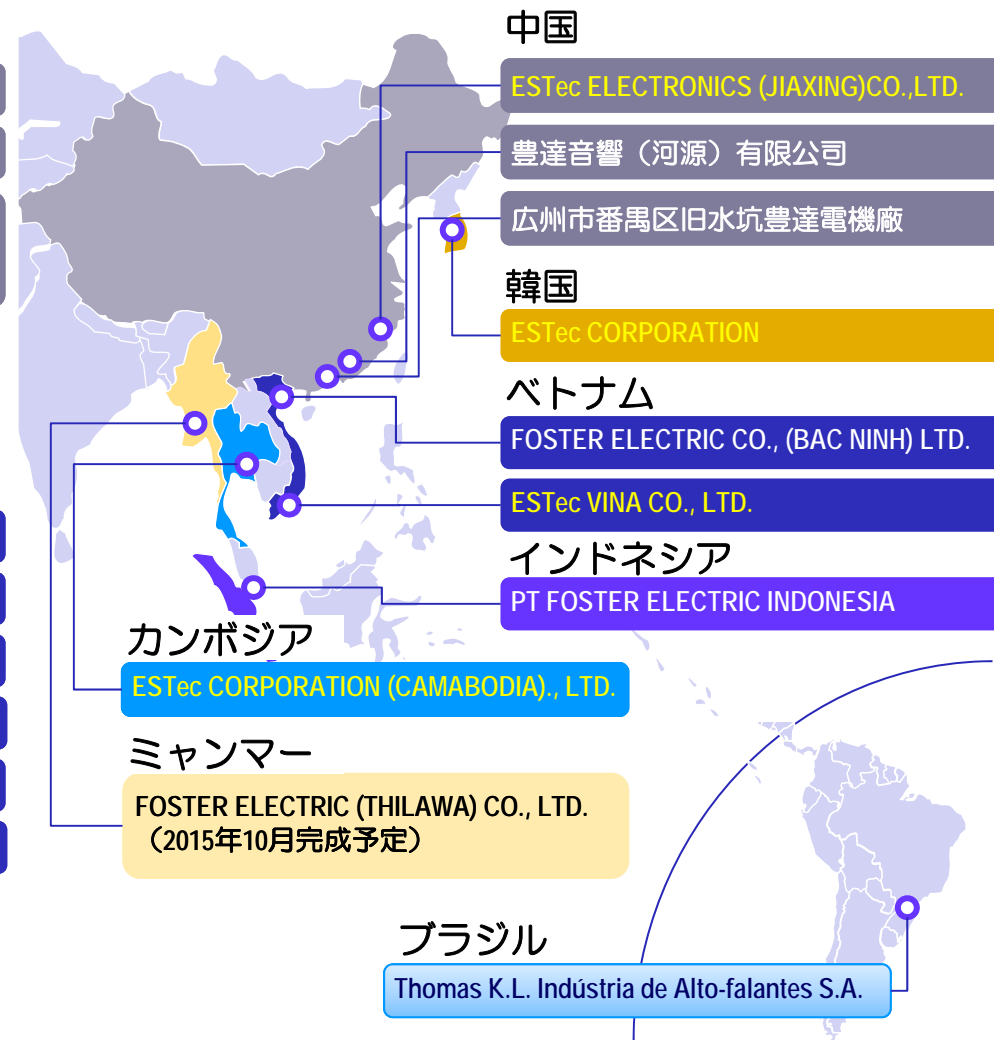 中国
ESTec ELECTRONICS (JIAXING)CO.,LTD.
豊達音響（河源）有限公司
広州市番禺区旧水坑豊達電機廠
韓国
ESTec CORPORATION
ベトナム
FOSTER ELECTRIC CO., (BAC NINH) LTD.
ESTec VINA CO., LTD.
インドネシア
PT FOSTER ELECTRIC INDONESIA
カンボジア
ESTec CORPORATION (CAMABODIA)., LTD.
ミャンマー
FOSTER ELECTRIC (THILAWA) CO., LTD.
（2015年10月完成予定）
ブラジル
Thomas K.L. Indústria de Alto-falantes S.A.